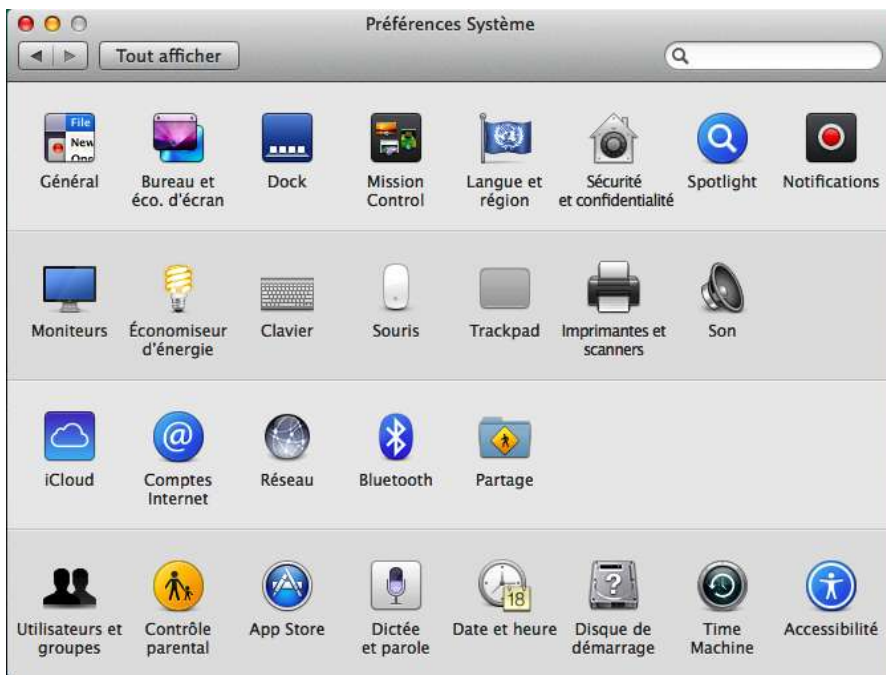 Préférences Système
Tout afficher
File
New
Ope
Général
Bureau et
éco. d'écran
Dock
Mission
Control
Langue et
région
Sécurité
et confidentialité
Spotlight
Notifications
Moniteurs
Économiseur
d'énergie
Clavier
Souris
Trackpad
Imprimantes et
scanners
Son
@
iCloud
Comptes
Internet
Réseau
Bluetooth
Partage
18
?
Utilisateurs et
groupes
Contrôle
parental
App Store
Dictée
et parole
Date et heure
Disque de
démarrage
Time
Machine
Accessibilité